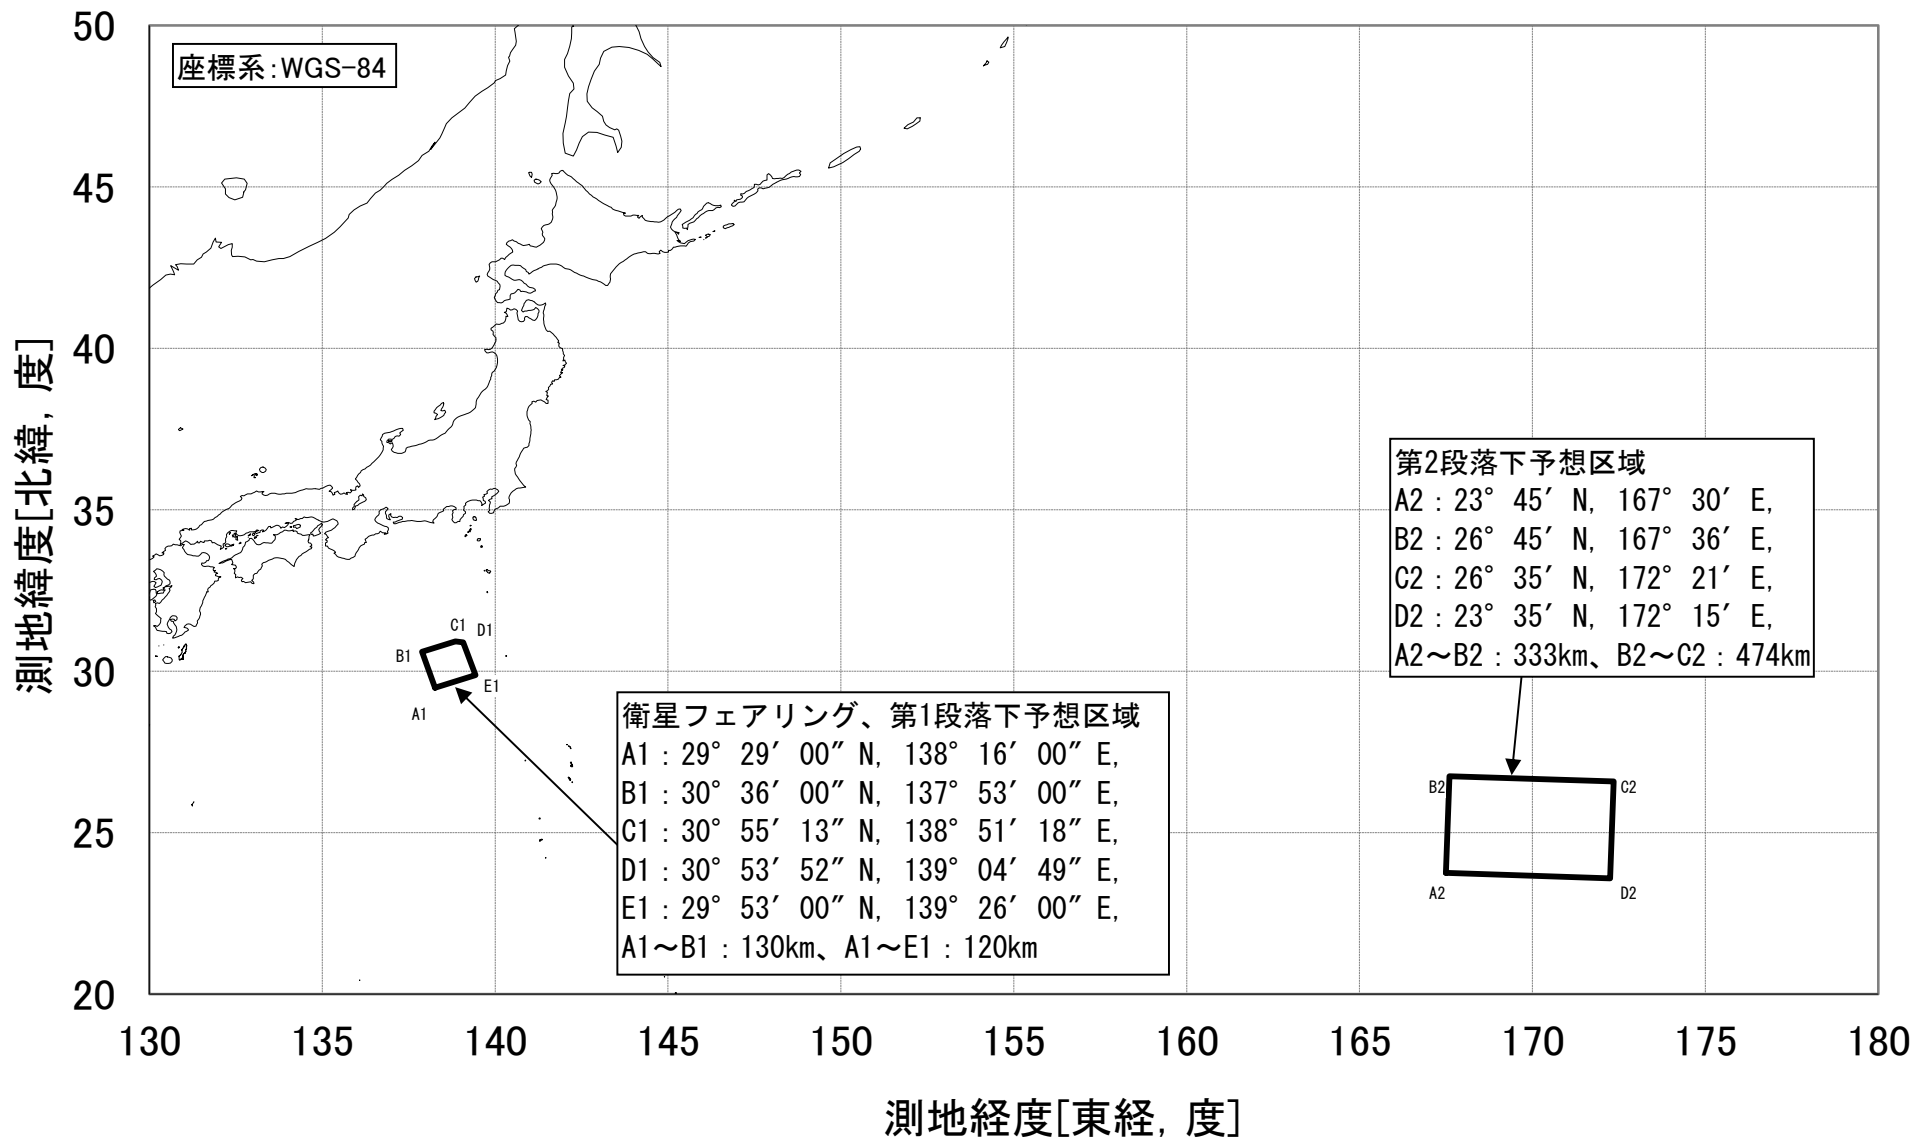 50
座標系:WGS-84
45
40
測地緯度[北緯, 度]
35
第2段落下予想区域
A2：23° 45′ N, 167° 30′ E,
B2：26° 45′ N, 167° 36′ E,
C2：26° 35′ N, 172° 21′ E,
D2：23° 35′ N, 172° 15′ E,
A2～B2：333km、B2～C2：474km
C1
D1
B1
30
E1
A1
衛星フェアリング、第1段落下予想区域
A1：29° 29′ 00″ N, 138° 16′ 00″ E,
B1：30° 36′ 00″ N, 137° 53′ 00″ E,
C1：30° 55′ 13″ N, 138° 51′ 18″ E,
D1：30° 53′ 52″ N, 139° 04′ 49″ E,
E1：29° 53′ 00″ N, 139° 26′ 00″ E,
A1～B1：130km、A1～E1：120km
B2
C2
25
A2
D2
20
130 135 140 145 150 155 160 165 170 175 180
測地経度[東経, 度]